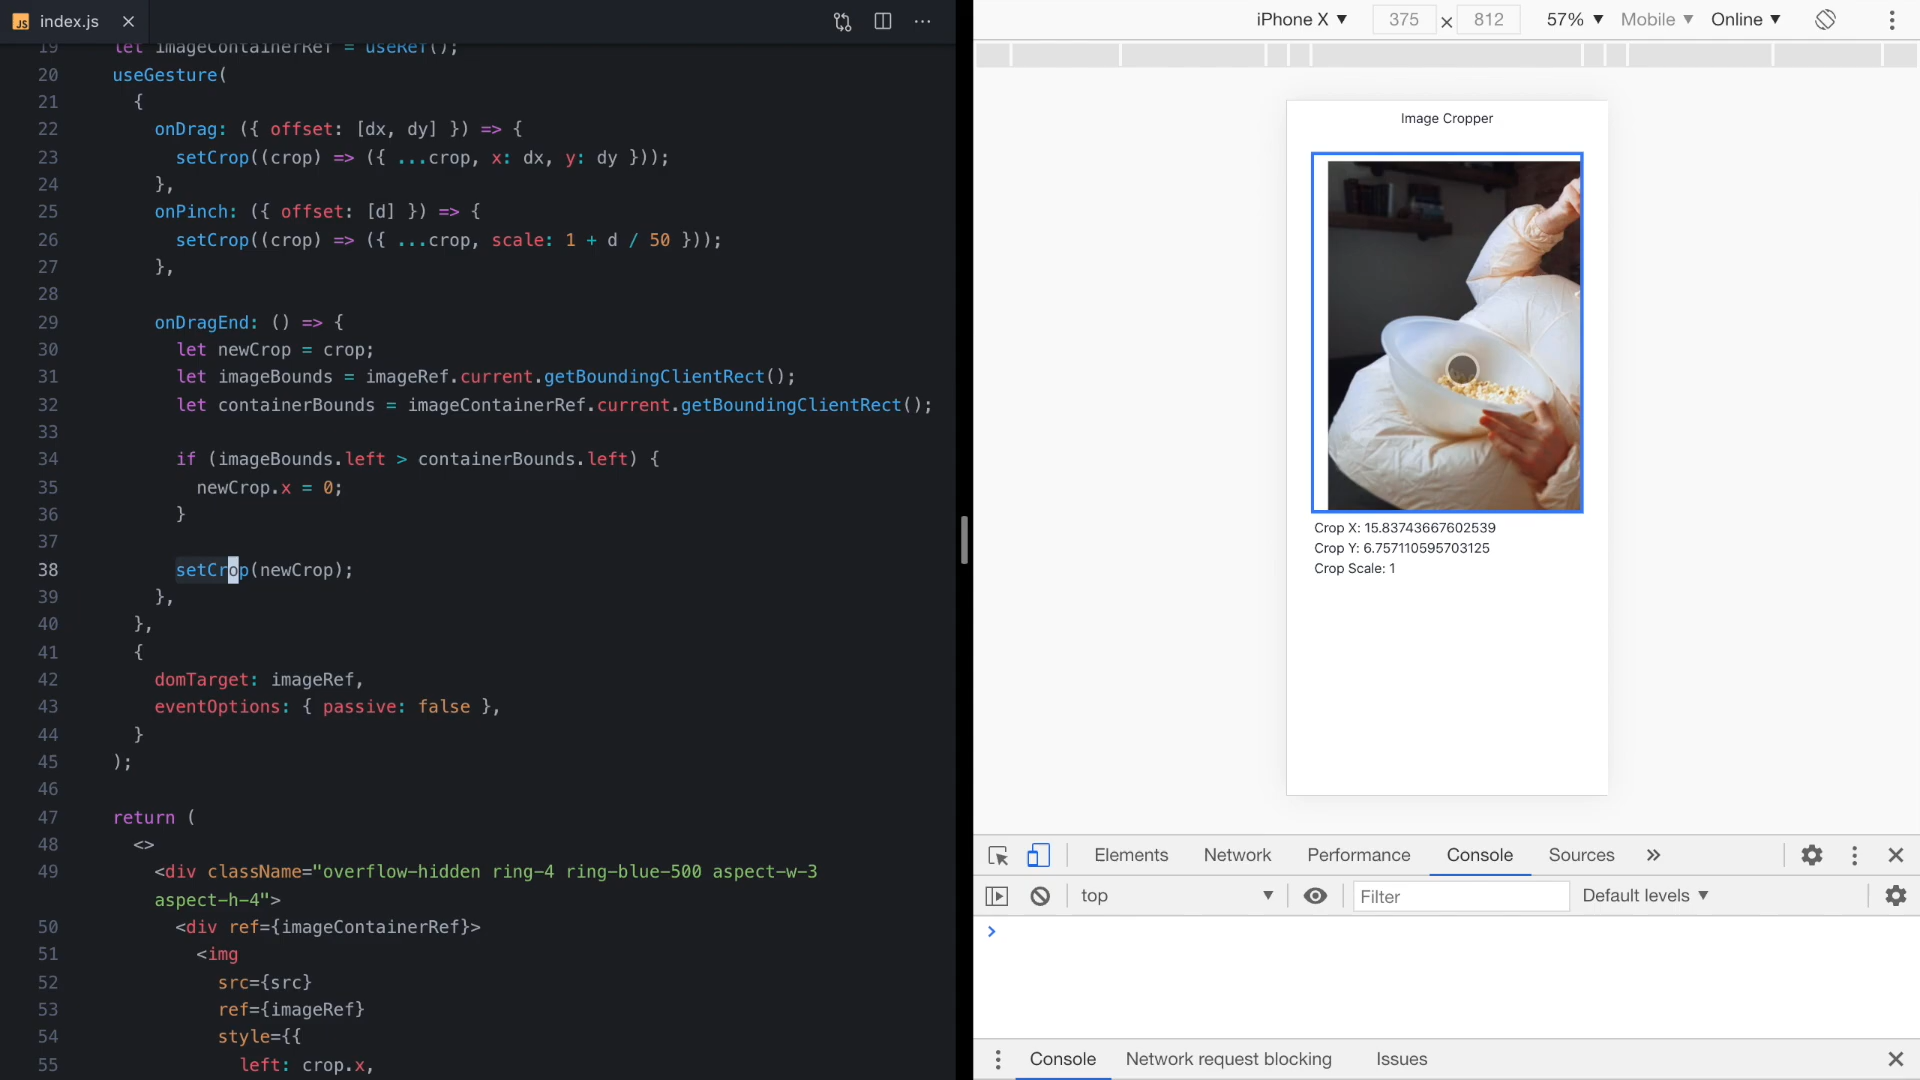 JS index.js
19 let imageContainerRef = useRef();
20 useGesture(
21 {
22 onDrag: ({ offset: [dx, dy] }) => {
23 setCrop((crop) => ({ ...crop, x: dx, y: dy }));
24 },
25 onPinch: ({ offset: [d] }) => {
26 setCrop((crop) => ({ ...crop, scale: 1 + d / 50 }));
27 },
28
29 onDragEnd: () => {
30 let newCrop = crop;
31 let imageBounds = imageRef.current.getBoundingClientRect();
32 let containerBounds = imageContainerRef.current.getBoundingClientRect();
33
34 if (imageBounds.left > containerBounds.left) {
35 newCrop.x = 0;
36 }
37
38 setCrop(newCrop);
39 },
40 },
41 {
42 domTarget: imageRef,
43 eventOptions: { passive: false },
44 }
45 );
46
47 return (
48 <>
49 <div className="overflow-hidden ring-4 ring-blue-500 aspect-w-3
aspect-h-4">
50 <div ref={imageContainerRef}>
51 <img
52 src={src}
53 ref={imageRef}
54 style={{
55 left: crop.x,
iPhone X ▼ 375 × 812 57% ▼ Mobile ▼ Online ▼
Image Cropper
Crop X: 15.83743667602539
Crop Y: 6.757110595703125
Crop Scale: 1
Elements Network Performance Console Sources »
top ▼ Filter Default levels ▼
>
Console Network request blocking Issues